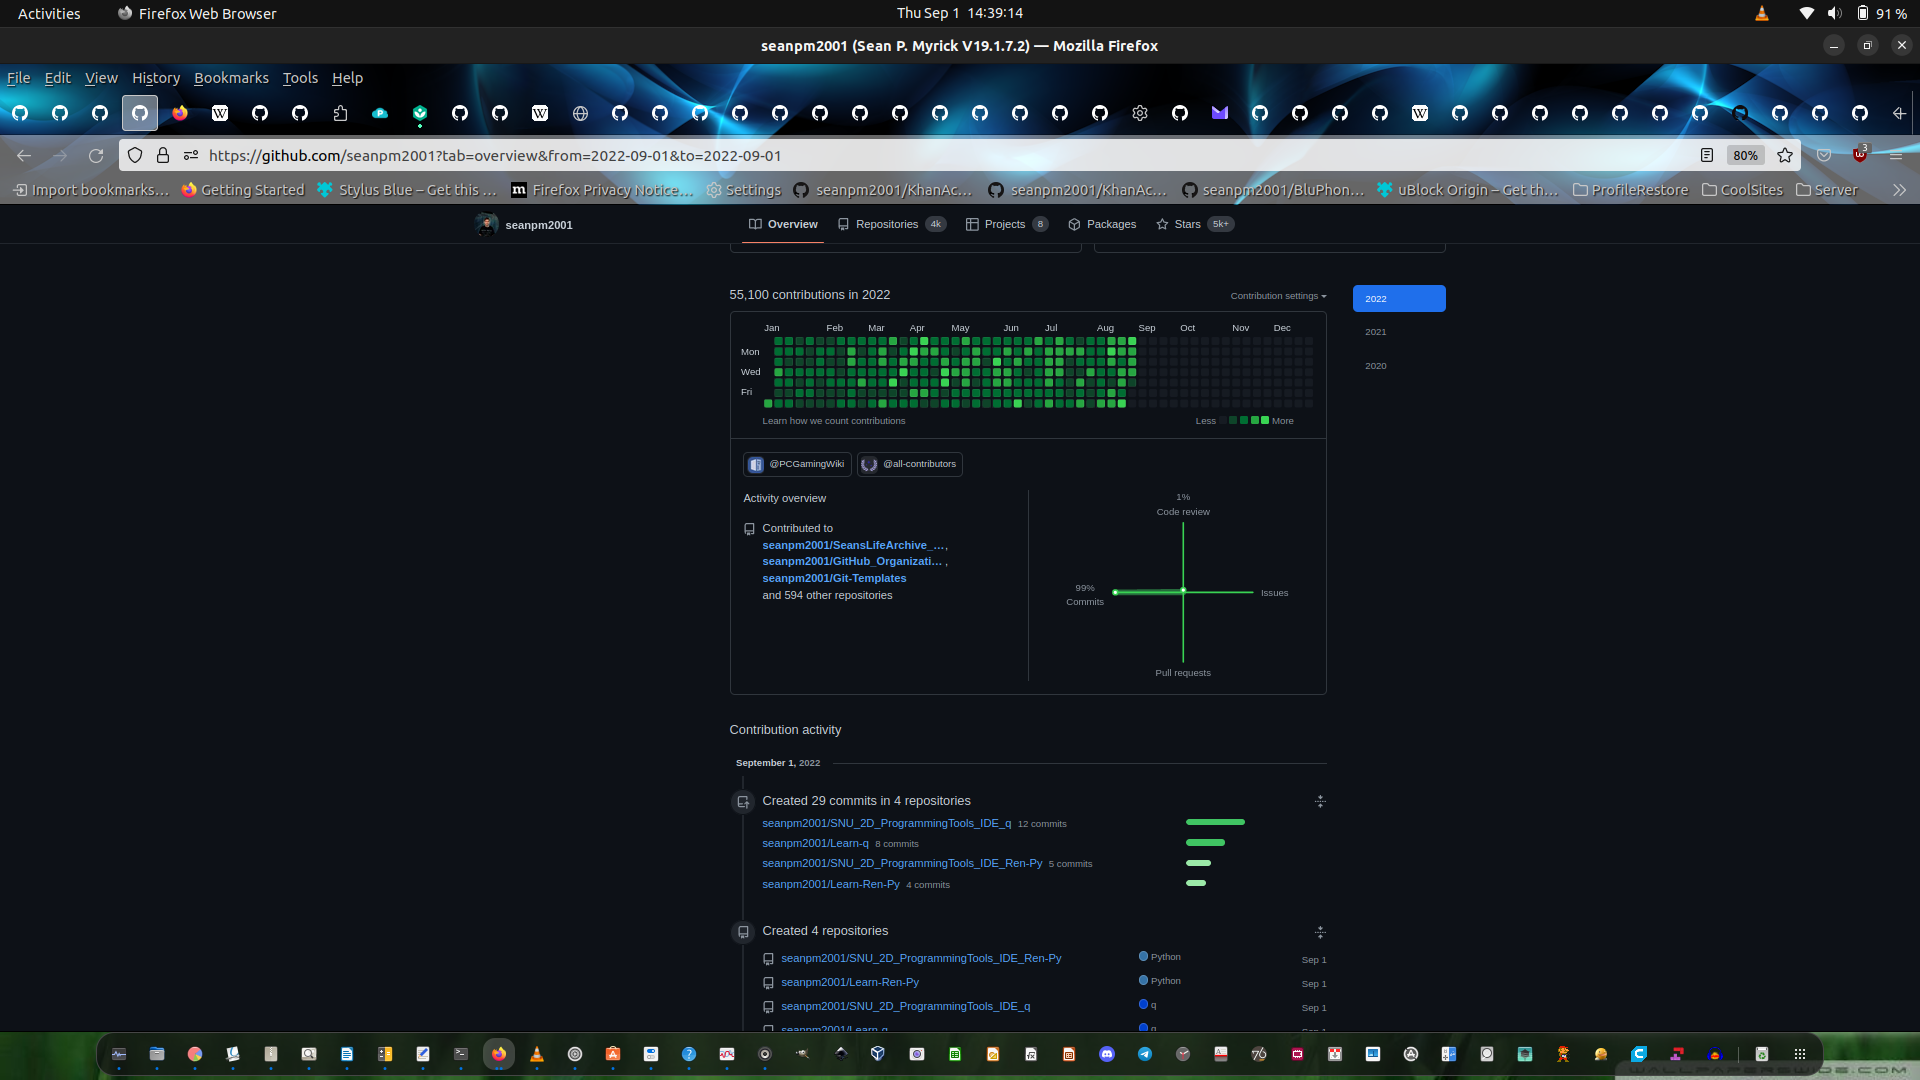 Activities Firefox Web Browser Thu Sep 1 14:39:14 91 %
seanpm2001 (Sean P. Myrick V19.1.7.2) — Mozilla Firefox
File Edit View History Bookmarks Tools Help
https://github.com/seanpm2001?tab=overview&from=2022-09-01&to=2022-09-01 80% 3
Import bookmarks… Getting Started Stylus Blue – Get this … Firefox Privacy Notice… Settings seanpm2001/KhanAc… seanpm2001/KhanAc… seanpm2001/BluPhon… uBlock Origin – Get th… ProfileRestore CoolSites Server
seanpm2001 Overview Repositories 4k Projects 8 Packages Stars 5k+
55,100 contributions in 2022 Contribution settings 2022
Jan Feb Mar Apr May Jun Jul Aug Sep Oct Nov Dec 2021
Mon
Wed 2020
Fri
Learn how we count contributions Less More
@PCGamingWiki @all-contributors
Activity overview
Contributed to
seanpm2001/SeansLifeArchive_…,
seanpm2001/GitHub_Organizati… ,
seanpm2001/Git-Templates
and 594 other repositories
1%
Code review
99%
Commits
Issues
Pull requests
Contribution activity
September 1, 2022
Created 29 commits in 4 repositories
seanpm2001/SNU_2D_ProgrammingTools_IDE_q 12 commits
seanpm2001/Learn-q 8 commits
seanpm2001/SNU_2D_ProgrammingTools_IDE_Ren-Py 5 commits
seanpm2001/Learn-Ren-Py 4 commits
Created 4 repositories
seanpm2001/SNU_2D_ProgrammingTools_IDE_Ren-Py Python Sep 1
seanpm2001/Learn-Ren-Py Python Sep 1
seanpm2001/SNU_2D_ProgrammingTools_IDE_q q Sep 1
seanpm2001/Learn-q q Sep 1
WALLPAPERSWIDE.COM